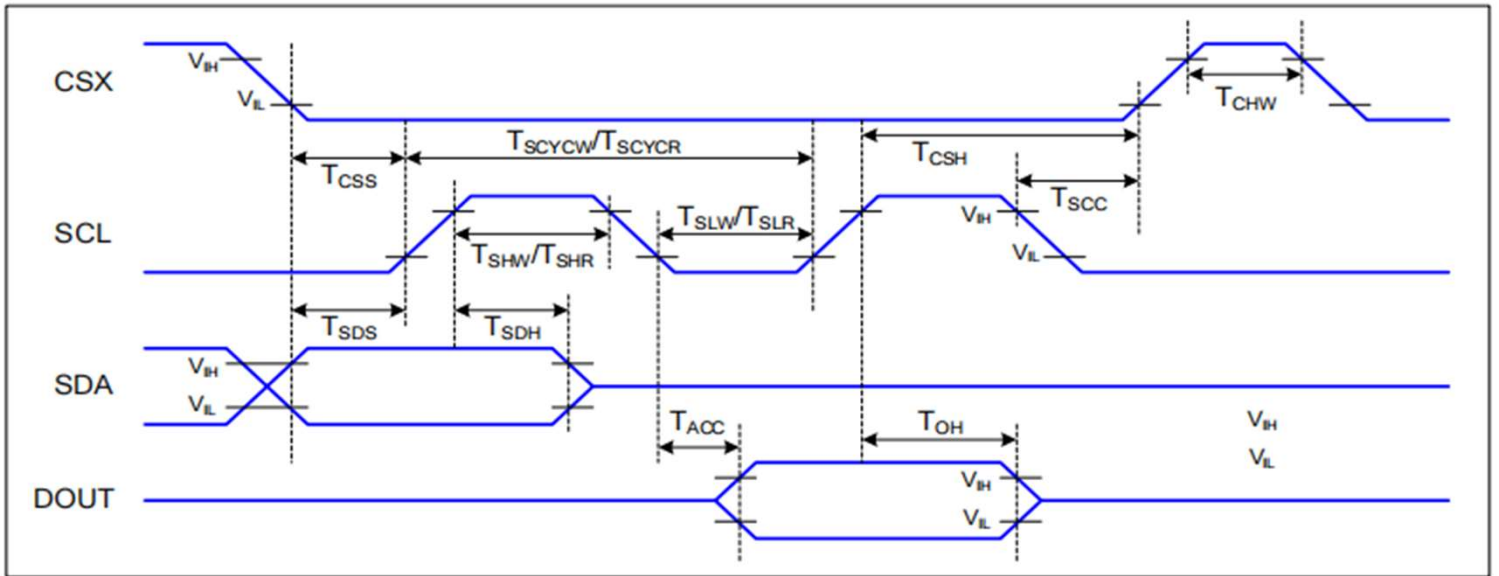 CSX
VIH
VIL
TCHW
TSCYCW/TSCYCR
TCSH
TCSS
TSCC
SCL
TSLW/TSLR
VIH
TSHW/TSHR
VIL
TSDS
TSDH
SDA
VIH
VIL
TACC
TOH
VIH
VIL
DOUT
VIH
VIL